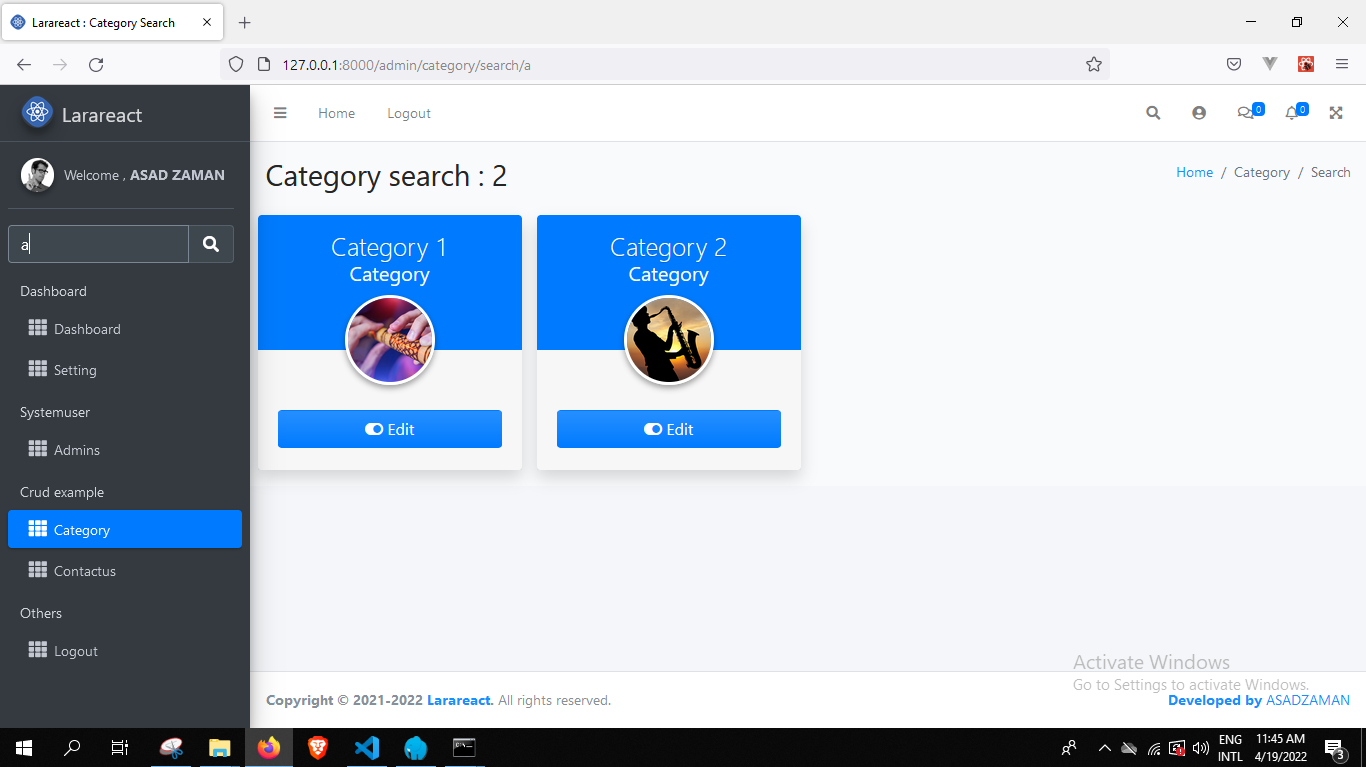 Larareact : Category Search
127.0.0.1:8000/admin/category/search/a
Larareact
Home
Logout
0
0
Welcome , ASAD ZAMAN
Category search : 2
Home / Category / Search
a
Category 1
Category
Edit
Category 2
Category
Edit
Dashboard
Dashboard
Setting
Systemuser
Admins
Crud example
Category
Contactus
Others
Logout
Activate Windows
Go to Settings to activate Windows.
Copyright © 2021-2022 Larareact. All rights reserved.
Developed by ASADZAMAN
ENG
INTL
11:45 AM
4/19/2022
3